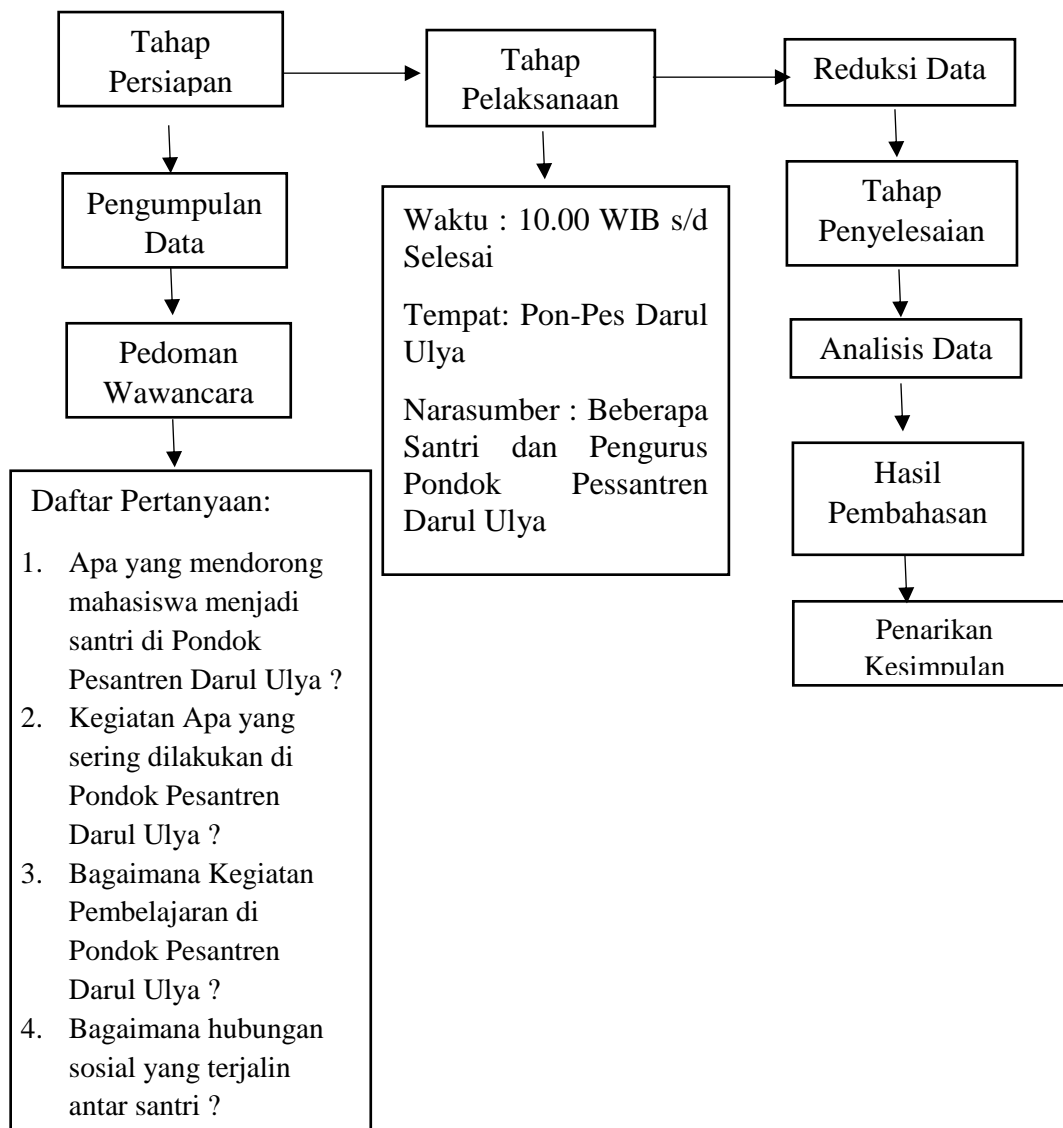 Tahap
Persiapan
Pengumpulan
Data
Pedoman
Wawancara
Daftar Pertanyaan:
1. Apa yang mendorong
mahasiswa menjadi
santri di Pondok
Pesantren Darul Ulya ?
2. Kegiatan Apa yang
sering dilakukan di
Pondok Pesantren
Darul Ulya ?
3. Bagaimana Kegiatan
Pembelajaran di
Pondok Pesantren
Darul Ulya ?
4. Bagaimana hubungan
sosial yang terjalin
antar santri ?
Tahap
Pelaksanaan
Waktu : 10.00 WIB s/d
Selesai
Tempat: Pon-Pes Darul
Ulya
Narasumber : Beberapa
Santri dan Pengurus
Pondok Pessantren
Darul Ulya
Reduksi Data
Tahap
Penyelesaian
Analisis Data
Hasil
Pembahasan
Penarikan
Kesimpulan